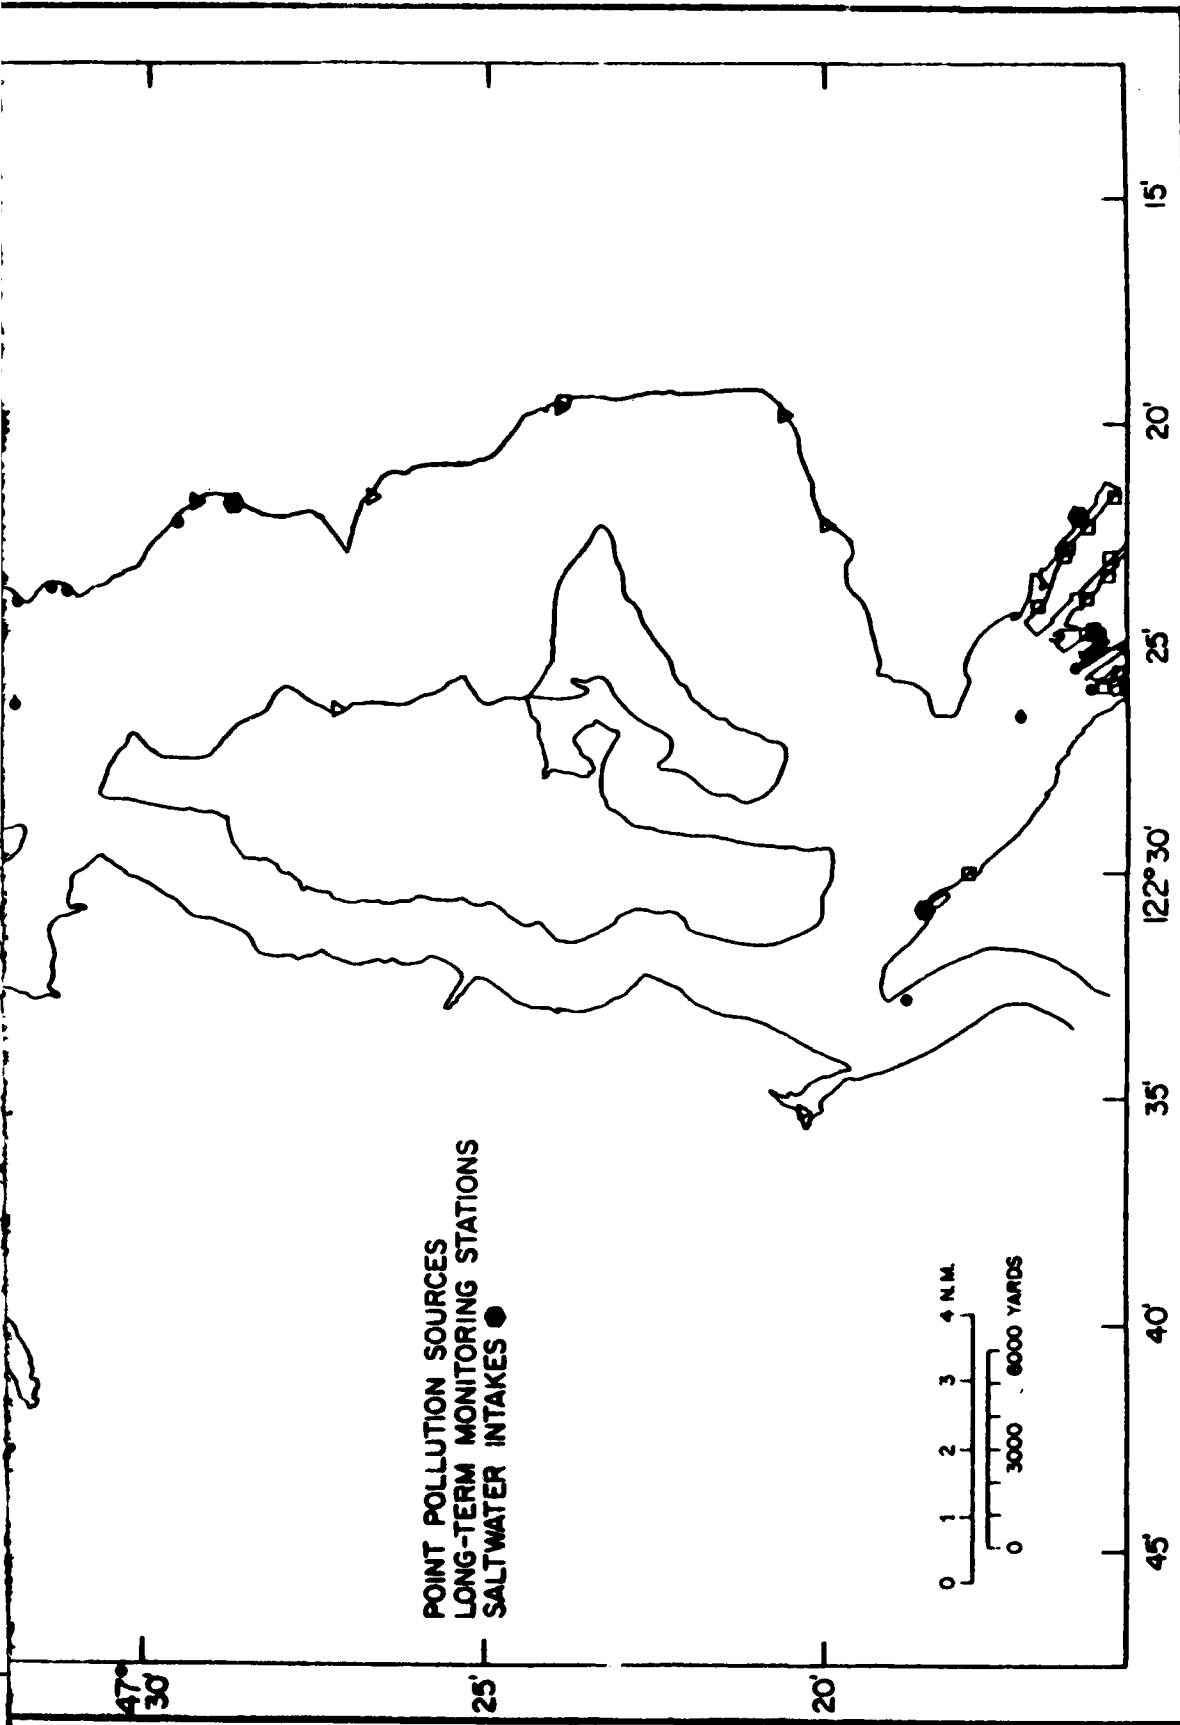 POINT POLLUTION SOURCES
LONG-TERM MONITORING STATIONS
SALTWATER INTAKES
0 1 2 3 4 N.M.
0 3000 6000 YARDS
47°
30'
25'
20'
45'
40'
35'
122° 30'
25'
20'
15'